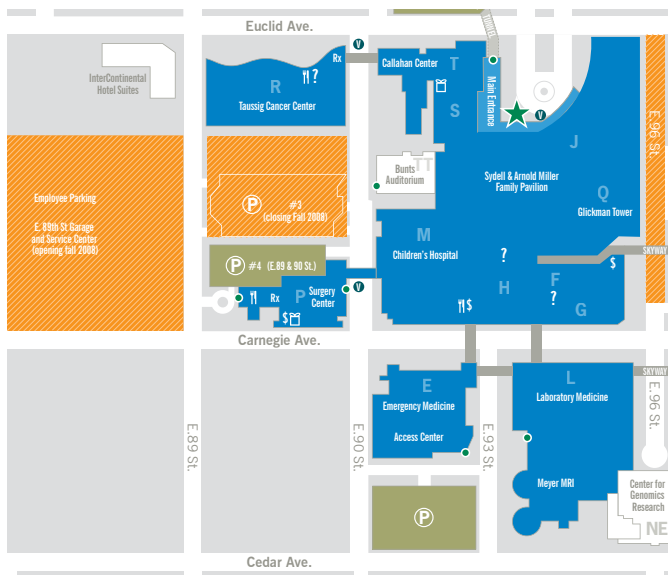 Euclid Ave.
InterContinental
Hotel Suites
V
Rx
R
Taussig Cancer Center
?
Callahan Center
T
S
Main Entrance
V
J
E. 96 St.
TT
Bunts
Auditorium
Sydell & Arnold Miller
Family Pavilion
Q
Glickman Tower
Employee Parking
E. 89th St Garage
and Service Center
(opening fall 2008)
P
#3
(closing Fall 2008)
M
Children's Hospital
?
SKYWAY
$
P #4 (E.89 & 90 St.)
Rx
P
Surgery
Center
V
$
H
F
?
G
$
Carnegie Ave.
SKYWAY
E
Emergency Medicine
Access Center
L
Laboratory Medicine
E.89 St.
E.90 St.
E.93 St.
E.96 St.
Meyer MRI
Center for
Genomics
Research
NE
P
Cedar Ave.